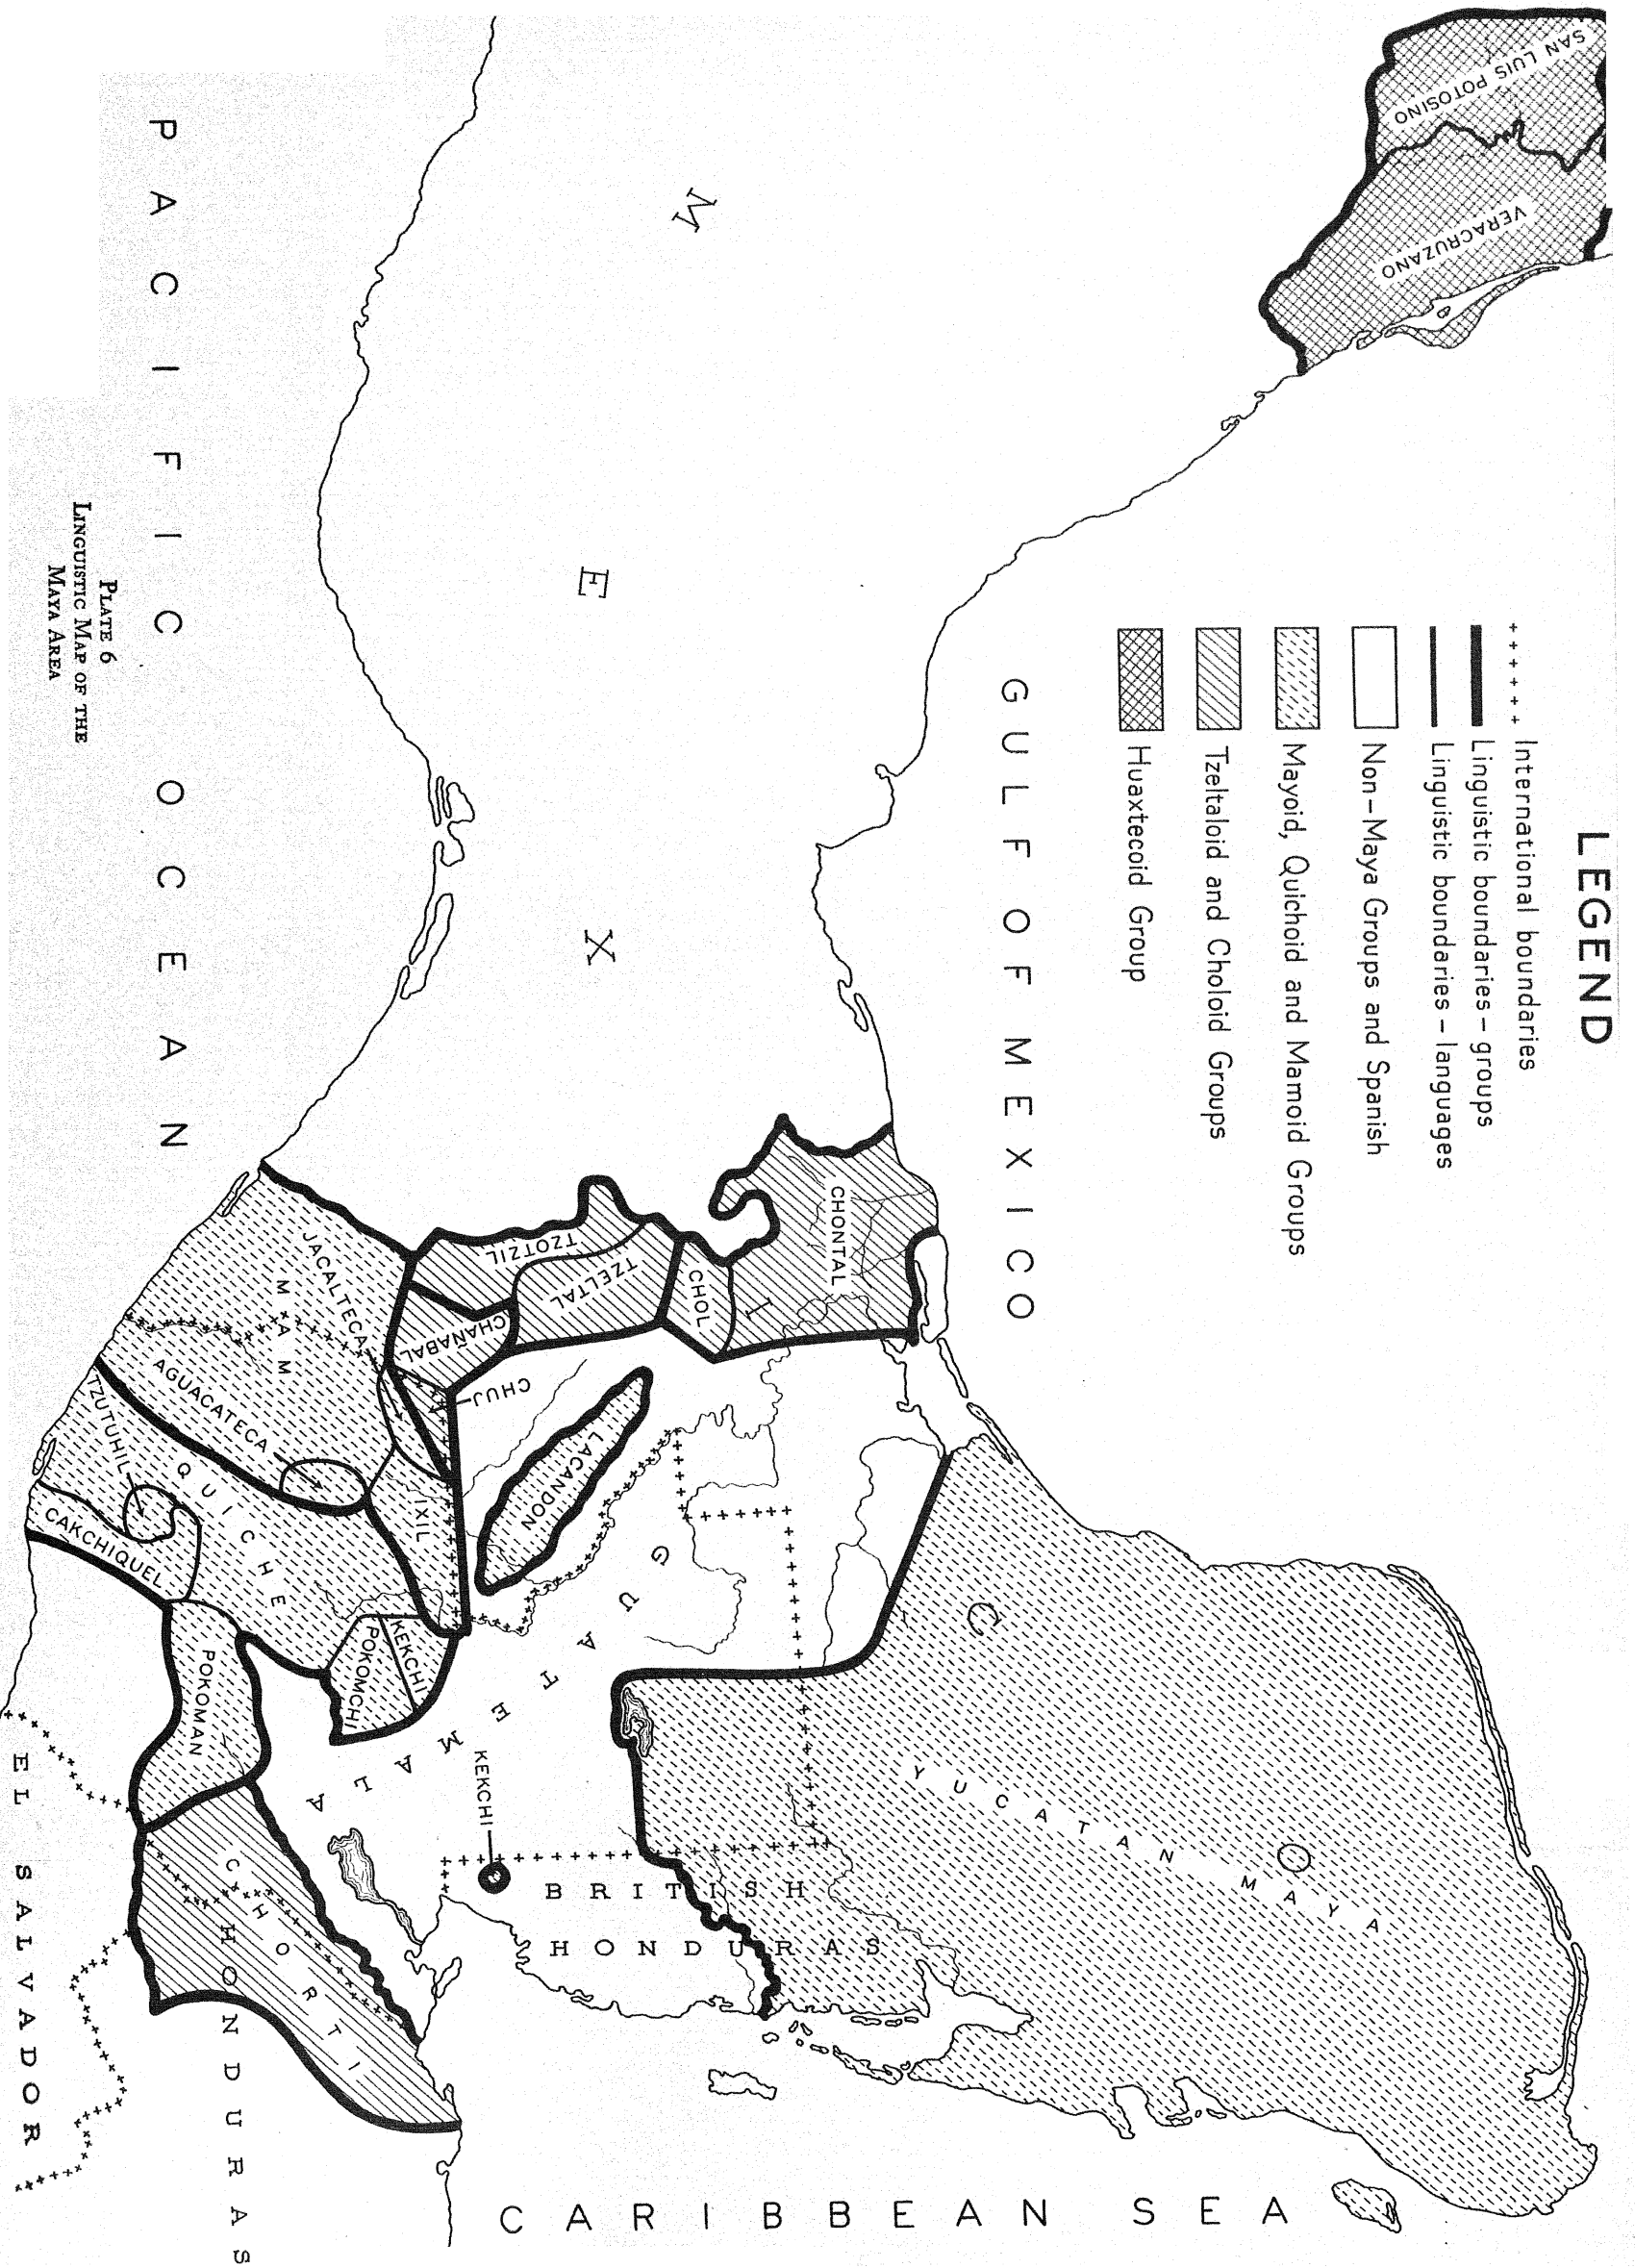 LEGEND
+ + + + + + International boundaries
Linguistic boundaries – groups
Linguistic boundaries – languages
Non–Maya Groups and Spanish
Mayoid, Quichoid and Mamoid Groups
Tzeltaloid and Choloid Groups
Huaxtecoid Group
SAN LUIS POTOSINO
VERACRUZANO
GULF OF MEXICO
MEXICO
YUCATAN MAYA
CARIBBEAN SEA
CHONTAL
CHOL
TZELTAL
TZOTZIL
CHAÑABAL
CHUJ
LACANDON
JACALTECA
MAM
AGUACATECA
IXIL
QUICHE
TZUTUHIL
CAKCHIQUEL
KEKCHI
POKOMCHI
POKOMAN
GUATEMALA
KEKCHI
BRITISH
HONDURAS
CHORTI
HONDURAS
EL SALVADOR
PACIFIC OCEAN
PLATE 6
LINGUISTIC MAP OF THE
MAYA AREA